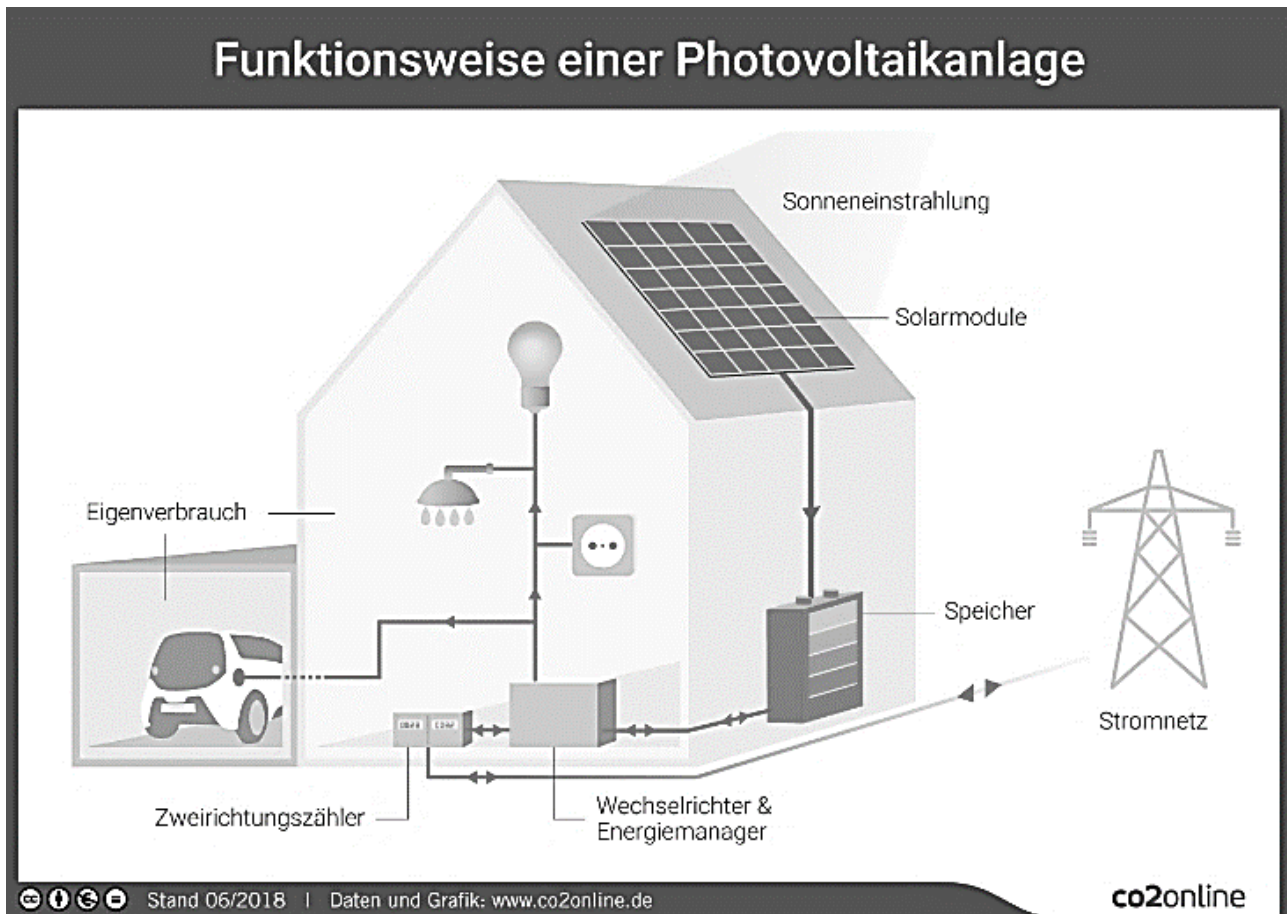 Funktionsweise einer Photovoltaikanlage
Sonneneinstrahlung
Solarmodule
Eigenverbrauch
Speicher
Stromnetz
Zweirichtungszähler
Wechselrichter &
Energiemanager
Stand 06/2018 | Daten und Grafik: www.co2online.de
co2online